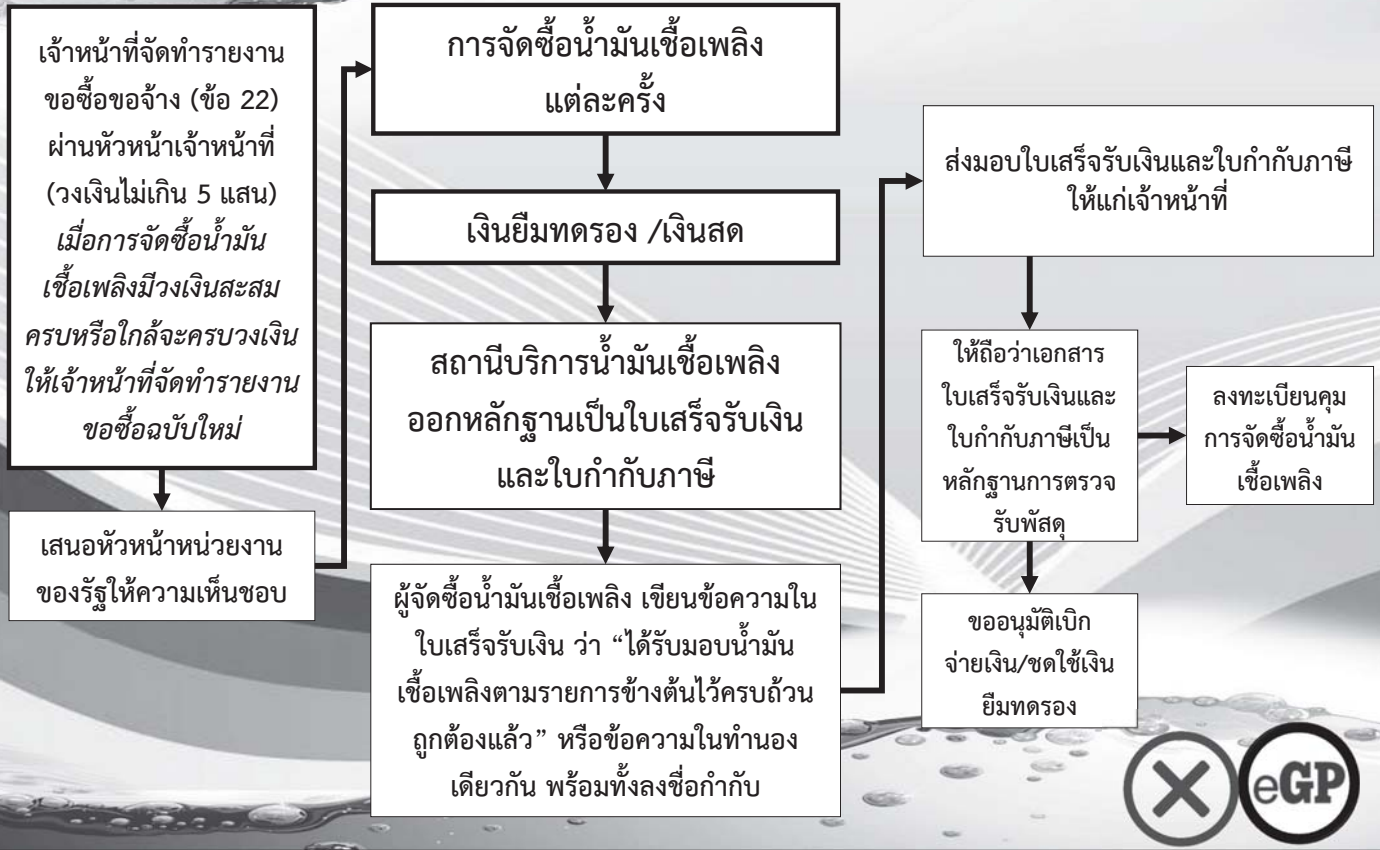 เจ้าหน้าที่จัดทำรายงาน
ขอซื้อขอจ้าง (ข้อ 22)
ผ่านหัวหน้าเจ้าหน้าที่
(วงเงินไม่เกิน 5 แสน)
เมื่อการจัดซื้อน้ำมัน
เชื้อเพลิงมีวงเงินสะสม
ครบหรือใกล้จะครบวงเงิน
ให้เจ้าหน้าที่จัดทำรายงาน
ขอซื้อฉบับใหม่
เสนอหัวหน้าหน่วยงาน
ของรัฐให้ความเห็นชอบ
การจัดซื้อน้ำมันเชื้อเพลิง
แต่ละครั้ง
เงินยืมทดรอง /เงินสด
สถานีบริการน้ำมันเชื้อเพลิง
ออกหลักฐานเป็นใบเสร็จรับเงิน
และใบกำกับภาษี
ผู้จัดซื้อน้ำมันเชื้อเพลิง เขียนข้อความใน
ใบเสร็จรับเงิน ว่า “ได้รับมอบน้ำมัน
เชื้อเพลิงตามรายการข้างต้นไว้ครบถ้วน
ถูกต้องแล้ว” หรือข้อความในทำนอง
เดียวกัน พร้อมทั้งลงชื่อกำกับ
ส่งมอบใบเสร็จรับเงินและใบกำกับภาษี
ให้แก่เจ้าหน้าที่
ให้ถือว่าเอกสาร
ใบเสร็จรับเงินและ
ใบกำกับภาษีเป็น
หลักฐานการตรวจ
รับพัสดุ
ลงทะเบียนคุม
การจัดซื้อน้ำมัน
เชื้อเพลิง
ขออนุมัติเบิก
จ่ายเงิน/ชดใช้เงิน
ยืมทดรอง
eGP